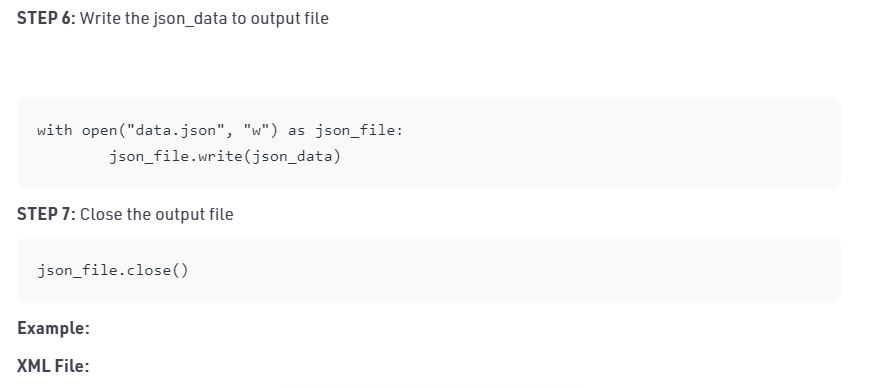 STEP 6: Write the json_data to output file
with open("data.json", "w") as json_file:
        json_file.write(json_data)
STEP 7: Close the output file
json_file.close()
Example:
XML File: